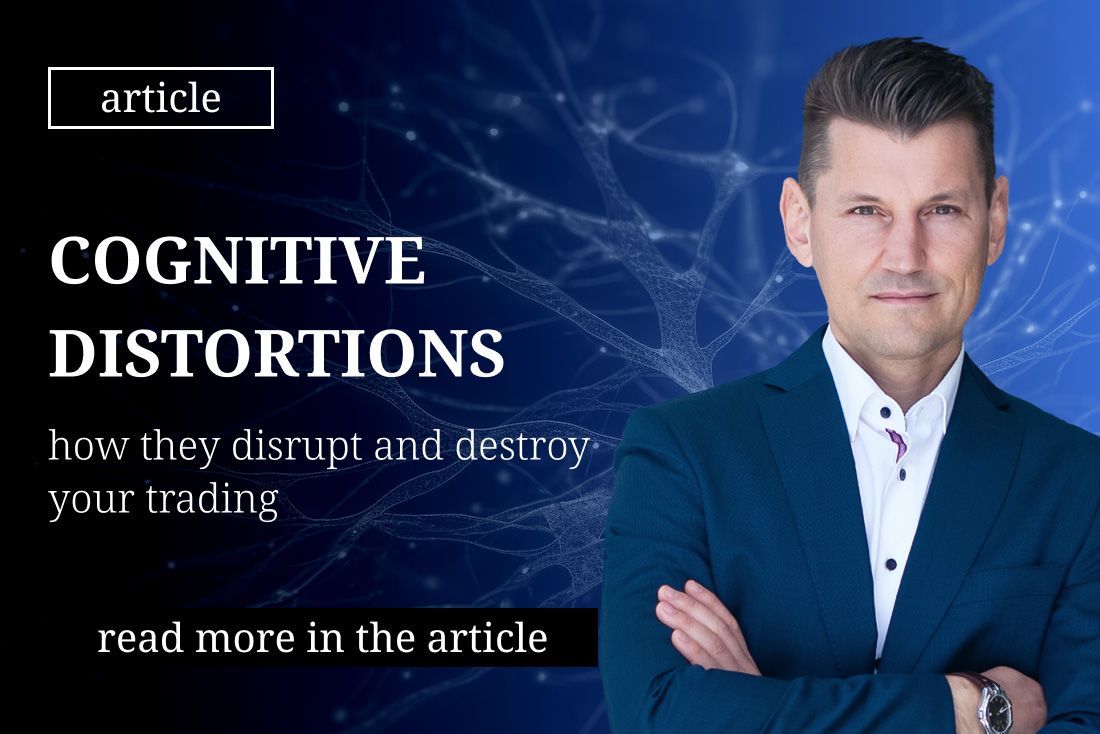 article
COGNITIVE
DISTORTIONS
how they disrupt and destroy
your trading
read more in the article